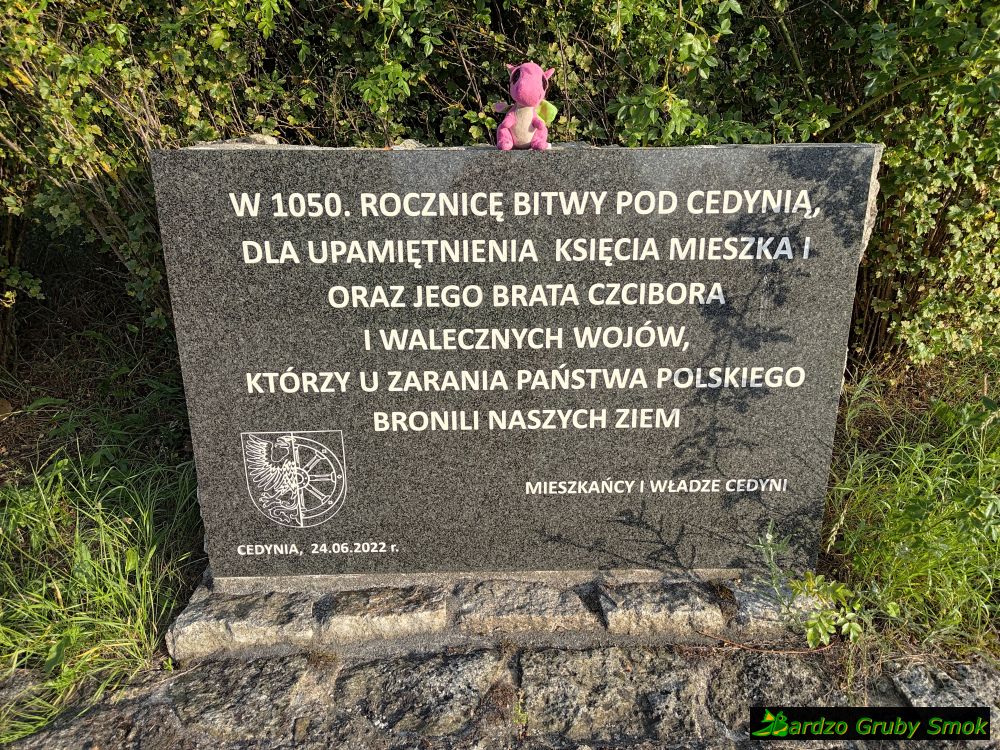 W 1050. ROCZNICĘ BITWY POD CEDYNIĄ,
DLA UPAMIĘTNIENIA KSIĘCIA MIESZKA I
ORAZ JEGO BRATA CZCIBORA
I WALECZNYCH WOJÓW,
KTÓRZY U ZARANIA PAŃSTWA POLSKIEGO
BRONILI NASZYCH ZIEM
MIESZKAŃCY I WŁADZE CEDYNI
CEDYNIA, 24.06.2022 r.
Bardzo Gruby Smok